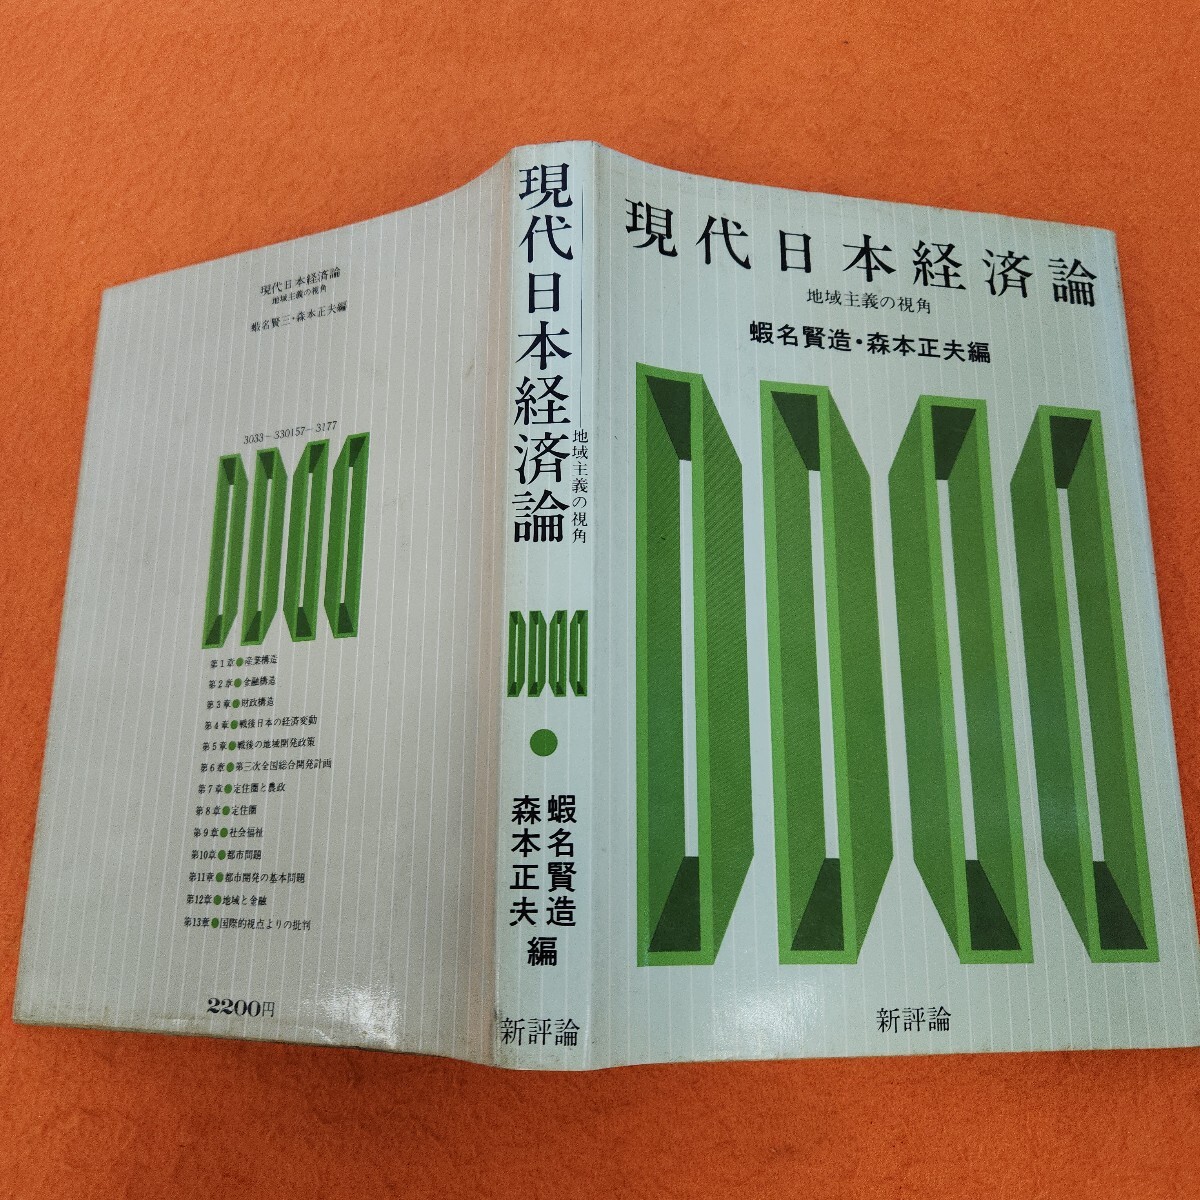 現代日本経済論
地域主義の視角
蝦名賢三・森本正夫編
3033-330157-3177
第1章●産業構造
第2章●金融構造
第3章●財政構造
第4章●戦後日本の経済変動
第5章●戦後の地域開発政策
第6章●第三次全国総合開発計画
第7章●定住圏と農政
第8章●定住圏
第9章●社会福祉
第10章●都市問題
第11章●都市開発の基本問題
第12章●地域と金融
第13章●国際的視点よりの批判
2200円
現代日本経済論
地域主義の視角
蝦名賢造
森本正夫
編
新評論
現代日本経済論
地域主義の視角
蝦名賢造・森本正夫編
新評論